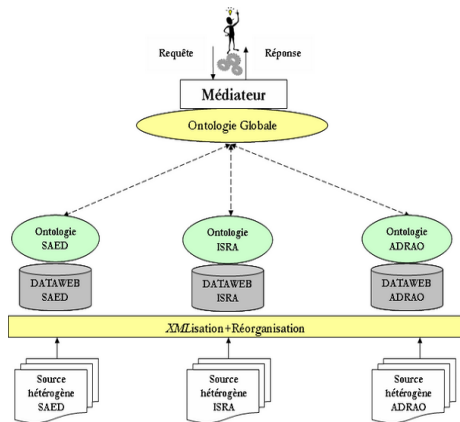 Requête
Réponse
Médiateur
Ontologie Globale
Ontologie
SAED
Ontologie
ISRA
Ontologie
ADRAO
DATAWEB
SAED
DATAWEB
ISRA
DATAWEB
ADRAO
XMLisation+Réorganisation
Source
hétérogène
SAED
Source
hétérogène
ISRA
Source
hétérogène
ADRAO